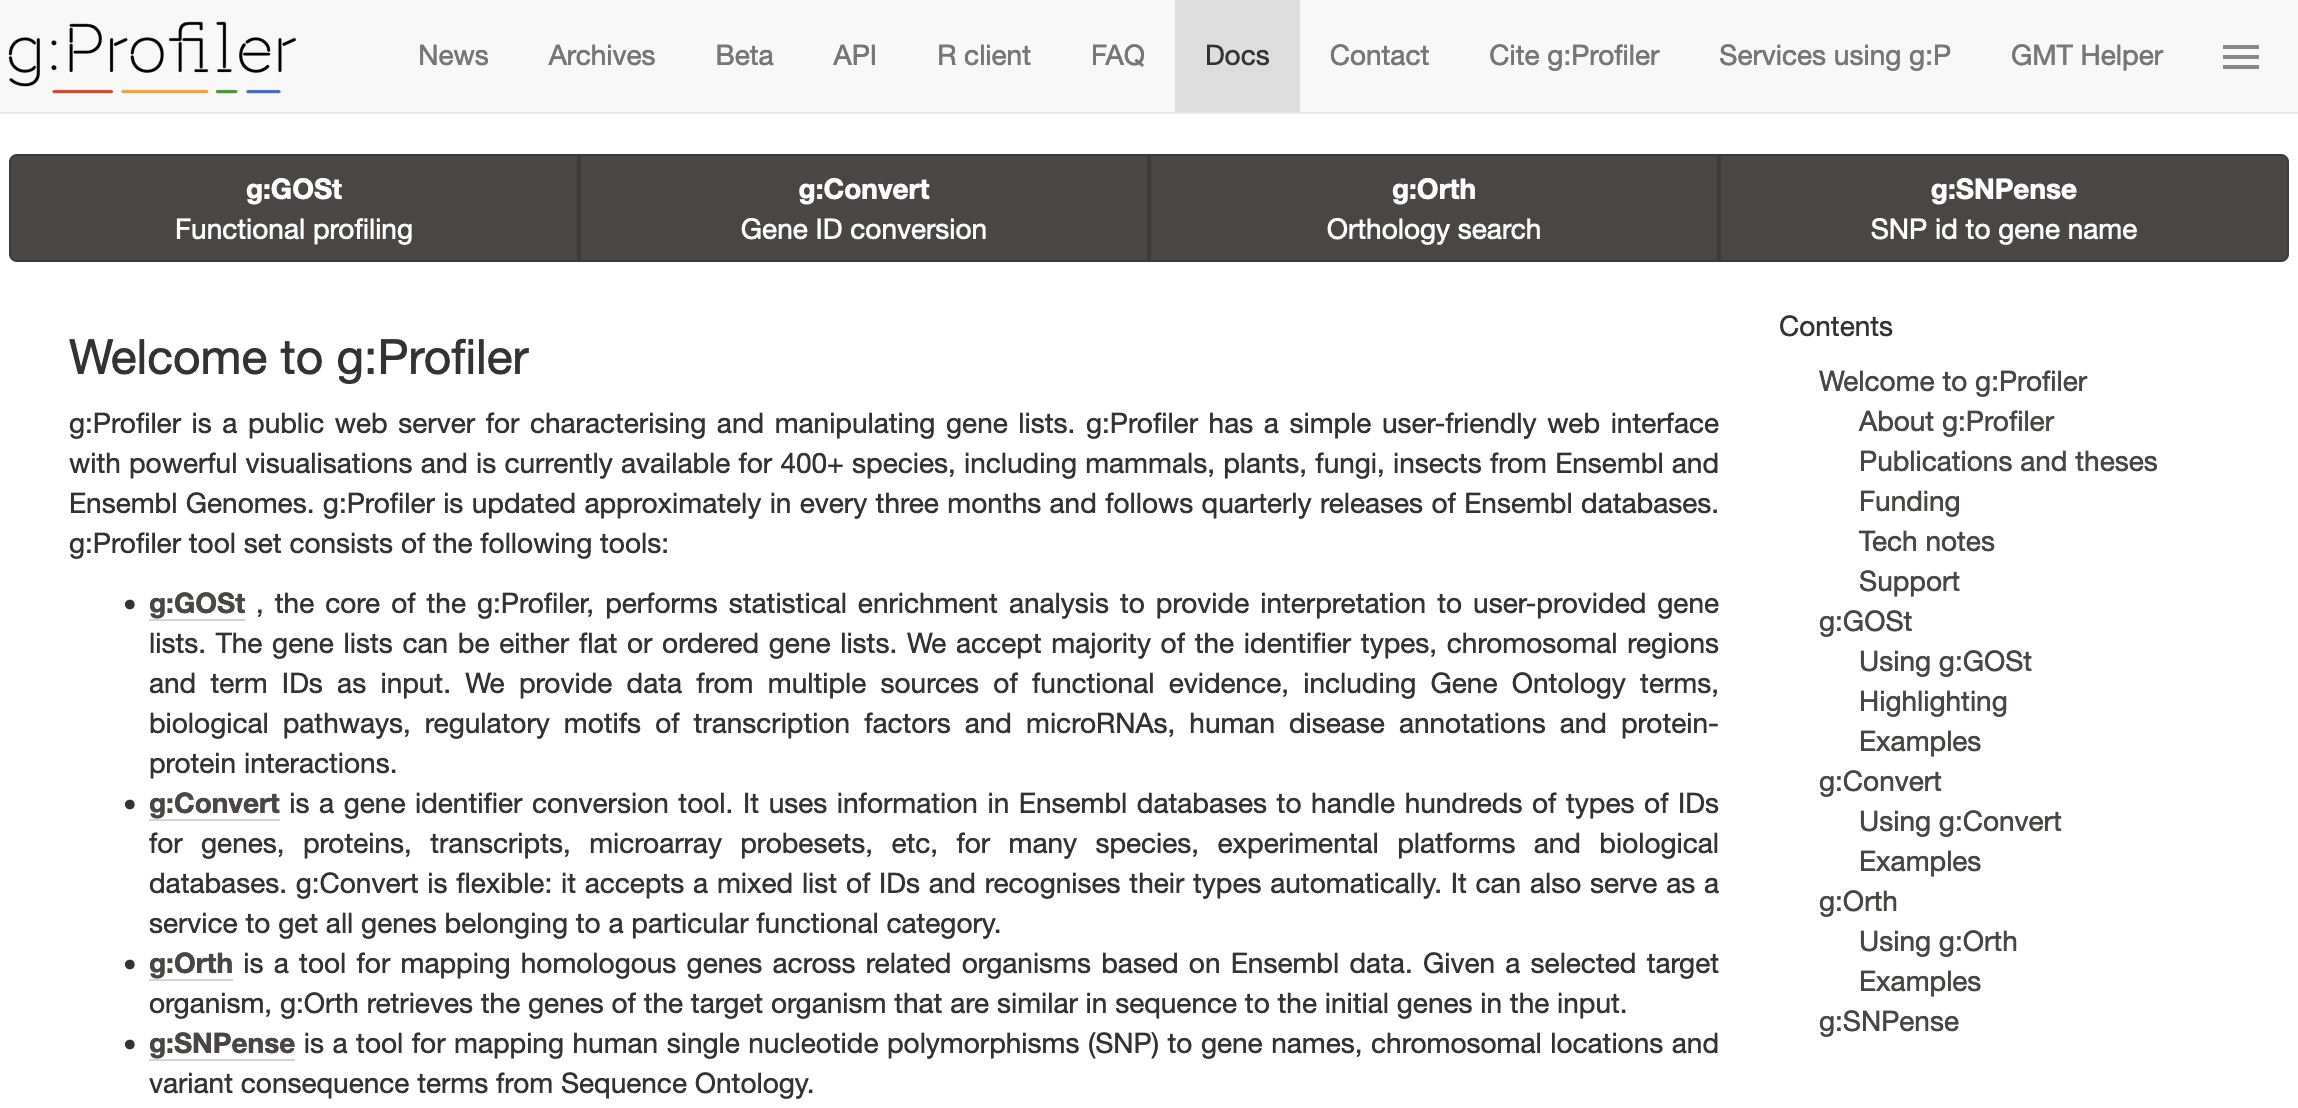 g:Profiler
News Archives Beta API R client FAQ Docs Contact Cite g:Profiler Services using g:P GMT Helper
g:GOSt
Functional profiling
g:Convert
Gene ID conversion
g:Orth
Orthology search
g:SNPense
SNP id to gene name
Welcome to g:Profiler
g:Profiler is a public web server for characterising and manipulating gene lists. g:Profiler has a simple user-friendly web interface
with powerful visualisations and is currently available for 400+ species, including mammals, plants, fungi, insects from Ensembl and
Ensembl Genomes. g:Profiler is updated approximately in every three months and follows quarterly releases of Ensembl databases.
g:Profiler tool set consists of the following tools:
• g:GOSt , the core of the g:Profiler, performs statistical enrichment analysis to provide interpretation to user-provided gene
lists. The gene lists can be either flat or ordered gene lists. We accept majority of the identifier types, chromosomal regions
and term IDs as input. We provide data from multiple sources of functional evidence, including Gene Ontology terms,
biological pathways, regulatory motifs of transcription factors and microRNAs, human disease annotations and protein-
protein interactions.
• g:Convert is a gene identifier conversion tool. It uses information in Ensembl databases to handle hundreds of types of IDs
for genes, proteins, transcripts, microarray probesets, etc, for many species, experimental platforms and biological
databases. g:Convert is flexible: it accepts a mixed list of IDs and recognises their types automatically. It can also serve as a
service to get all genes belonging to a particular functional category.
• g:Orth is a tool for mapping homologous genes across related organisms based on Ensembl data. Given a selected target
organism, g:Orth retrieves the genes of the target organism that are similar in sequence to the initial genes in the input.
• g:SNPense is a tool for mapping human single nucleotide polymorphisms (SNP) to gene names, chromosomal locations and
variant consequence terms from Sequence Ontology.
Contents
Welcome to g:Profiler
About g:Profiler
Publications and theses
Funding
Tech notes
Support
g:GOSt
Using g:GOSt
Highlighting
Examples
g:Convert
Using g:Convert
Examples
g:Orth
Using g:Orth
Examples
g:SNPense